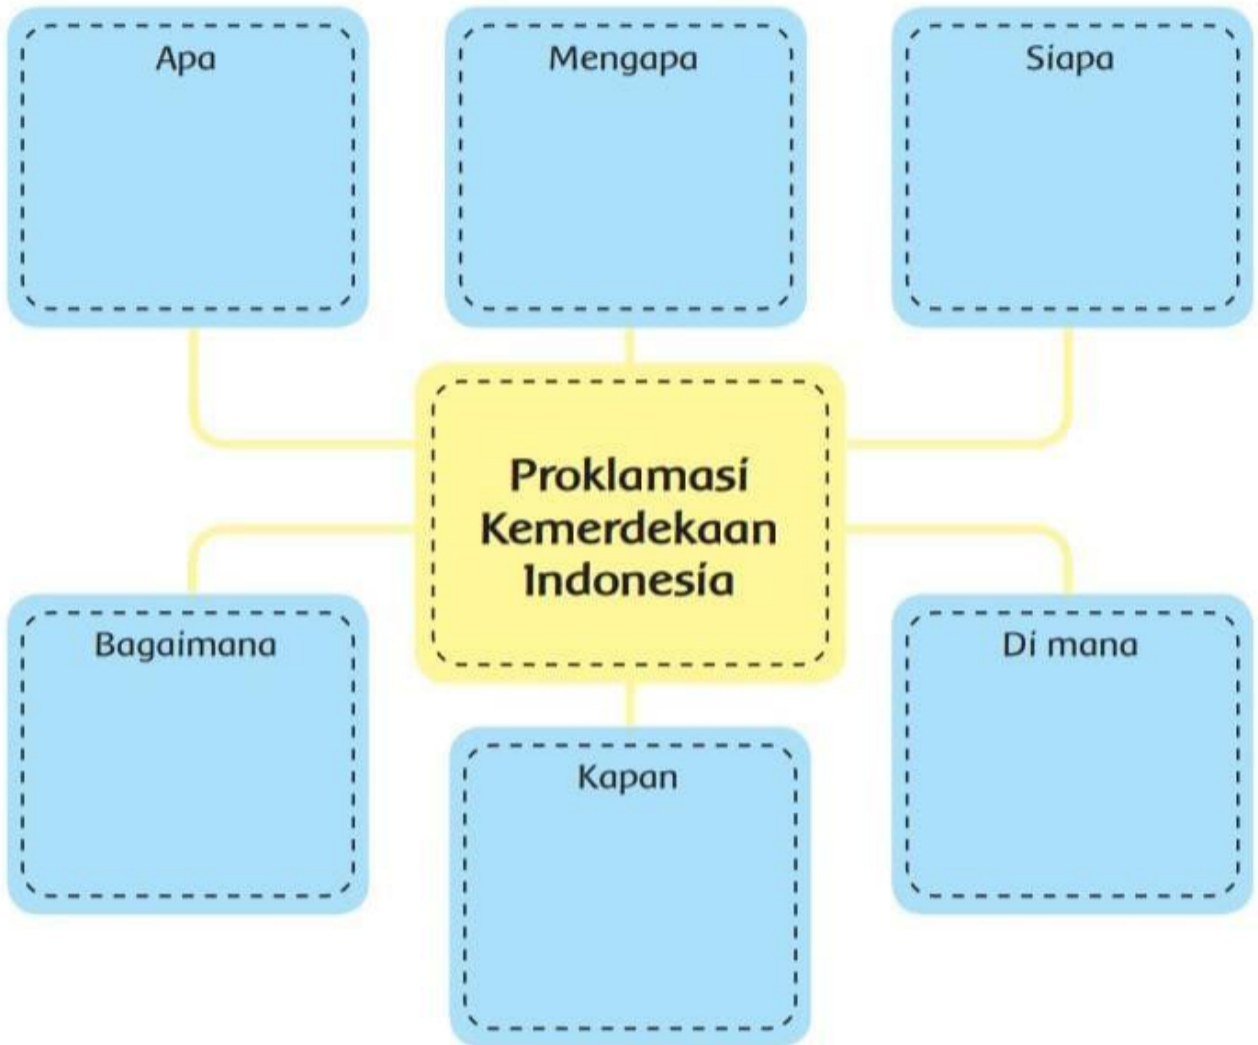 Apa
Mengapa
Siapa
Proklamasi
Kemerdekaan
Indonesia
Bagaimana
Di mana
Kapan